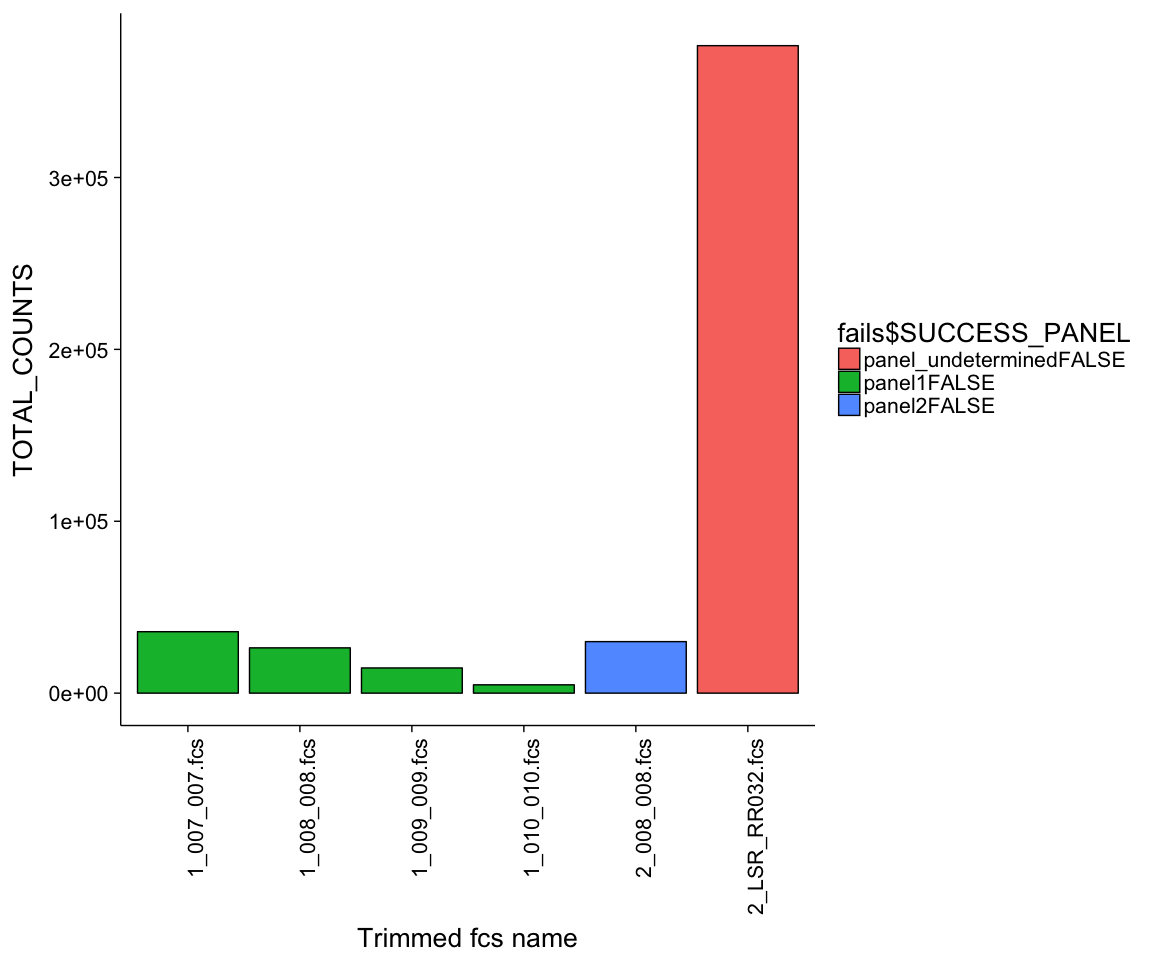 TOTAL_COUNTS
3e+05
2e+05
1e+05
0e+00
1_007_007.fcs
1_008_008.fcs
1_009_009.fcs
1_010_010.fcs
2_008_008.fcs
2_LSR_RR032.fcs
Trimmed fcs name
fails$SUCCESS_PANEL
panel_undeterminedFALSE
panel1FALSE
panel2FALSE